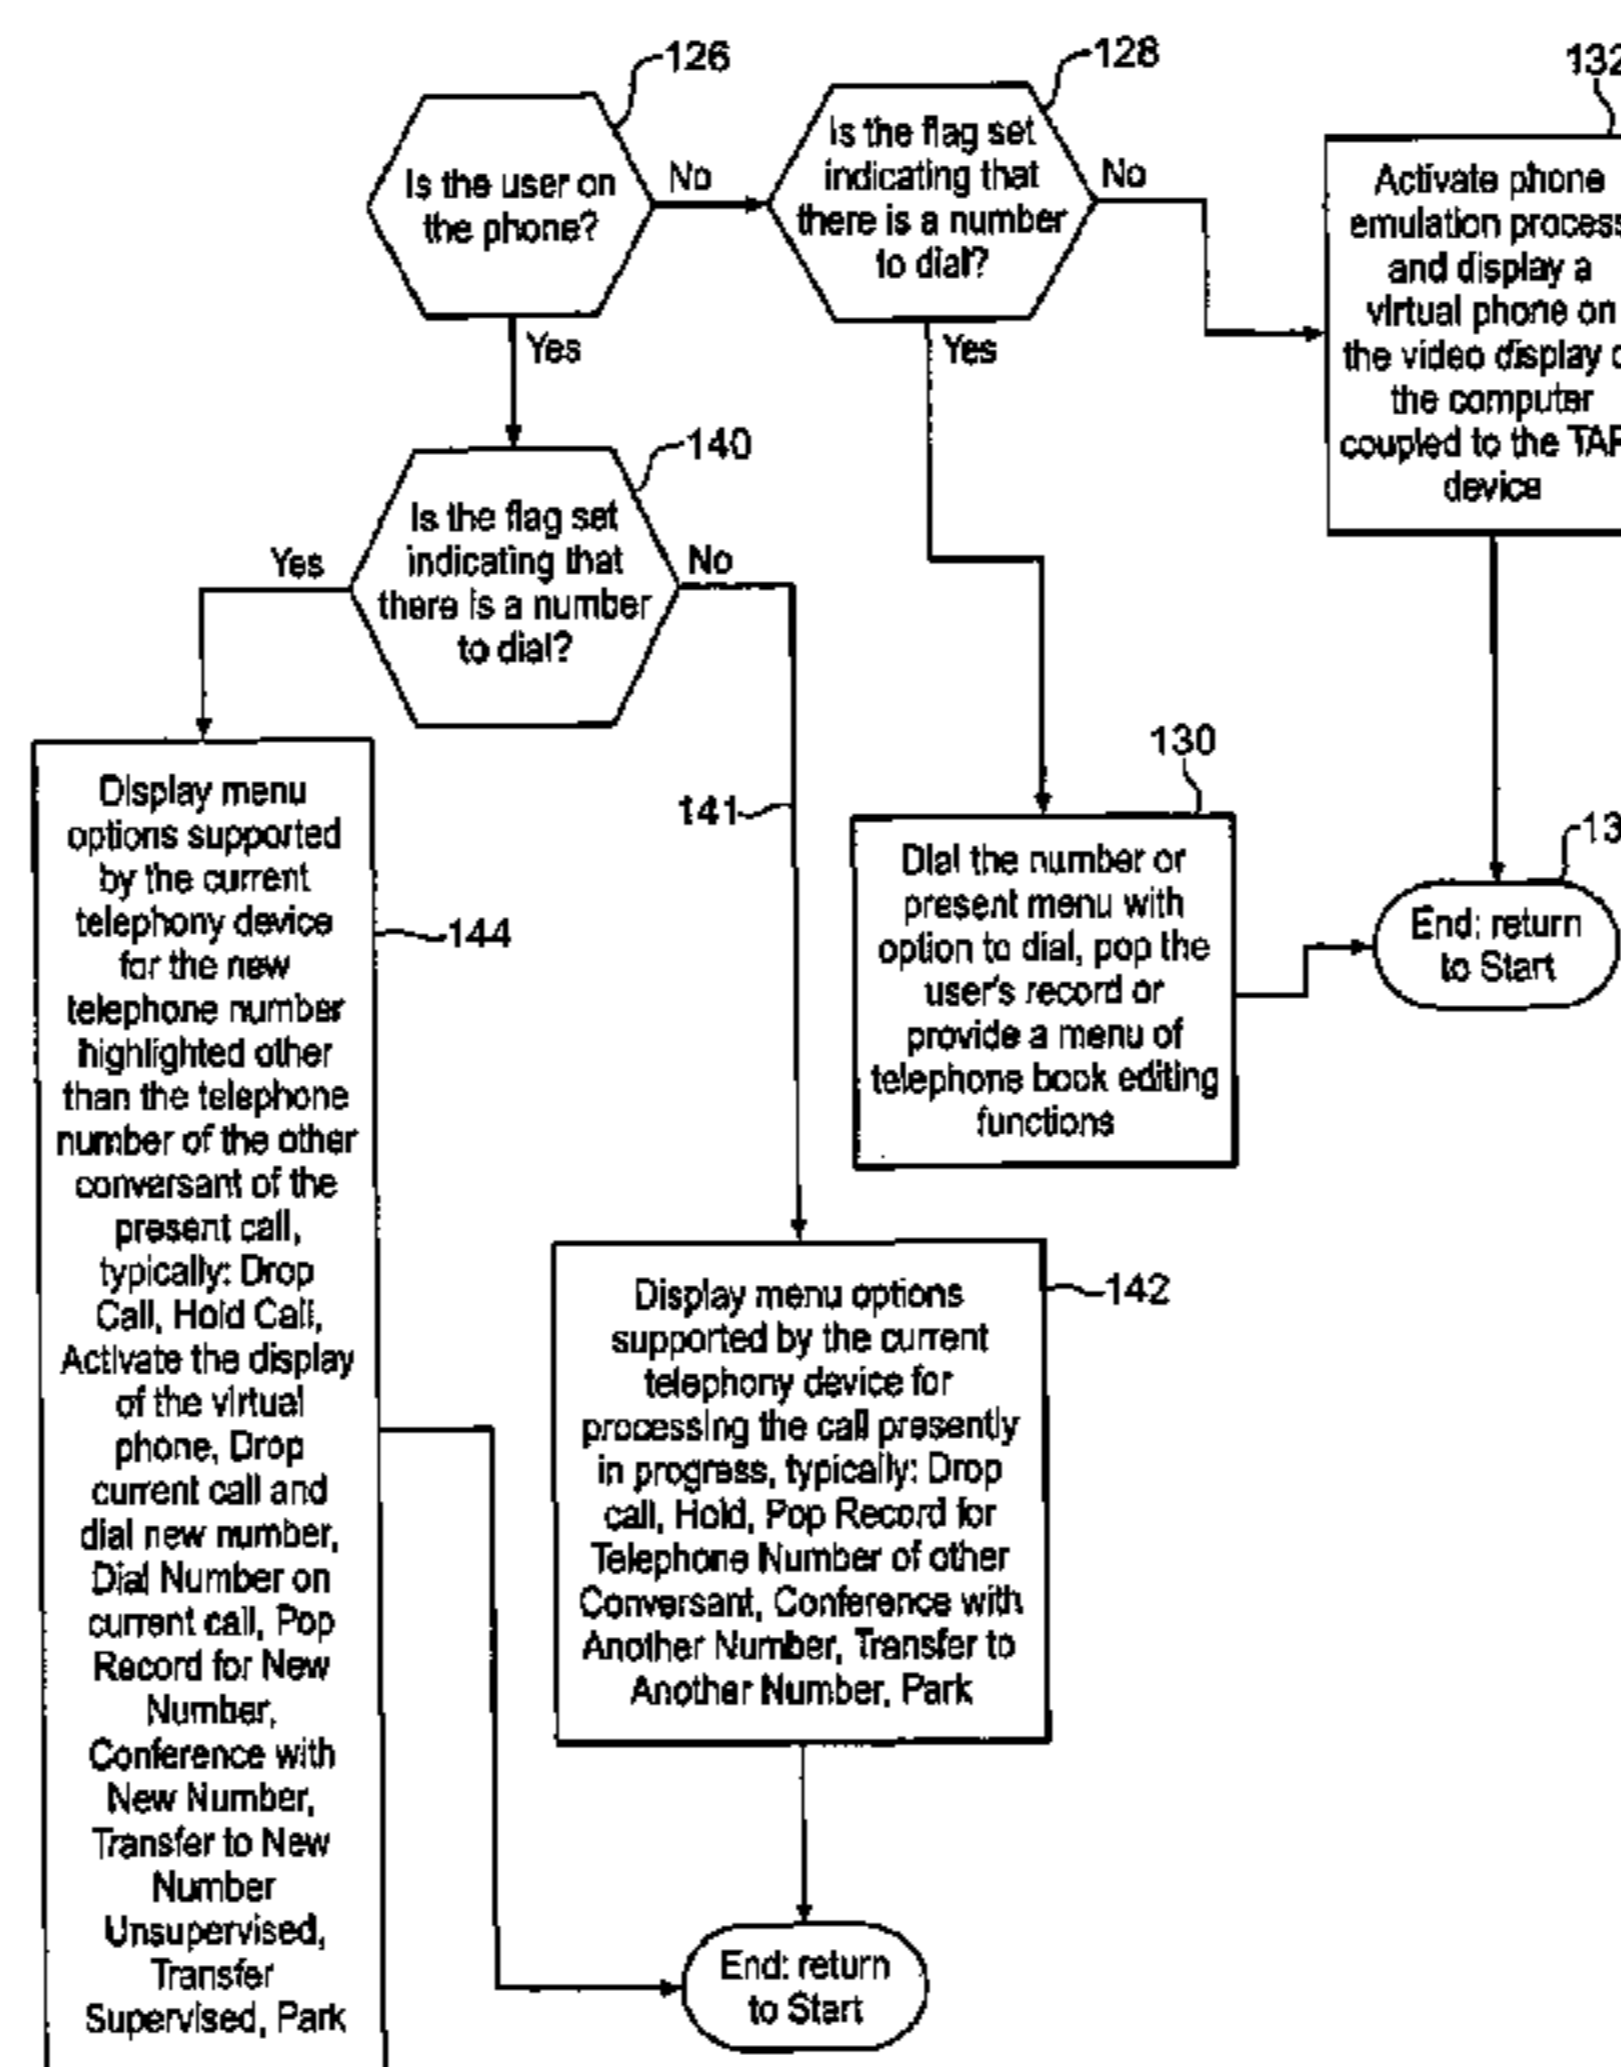 126
Is the user on
the phone?
No
Yes
128
Is the flag set
indicating that
there is a number
to dial?
No
Yes
Activate phone
emulation process
and display a
virtual phone on
the video display
the computer
coupled to the
device
140
Is the flag set
indicating that
there is a number
to dial?
Yes
No
141
130
Dial the number or
present menu with
option to dial, pop the
user's record or
provide a menu of
telephone book editing
functions
End: return
to Start
144
Display menu
options supported
by the current
telephony device
for the new
telephone number
highlighted other
than the telephone
number of the other
conversant of the
present call,
typically: Drop
Call, Hold Call,
Activate the display
of the virtual
phone, Drop
current call and
dial new number,
Dial Number on
current call, Pop
Record for New
Number,
Conference with
New Number,
Transfer to New
Number
Unsupervised,
Transfer
Supervised, Park
142
Display menu options
supported by the current
telephony device for
processing the call presently
in progress, typically: Drop
call, Hold, Pop Record for
Telephone Number of other
Conversant, Conference with
Another Number, Transfer to
Another Number, Park
End: return
to Start